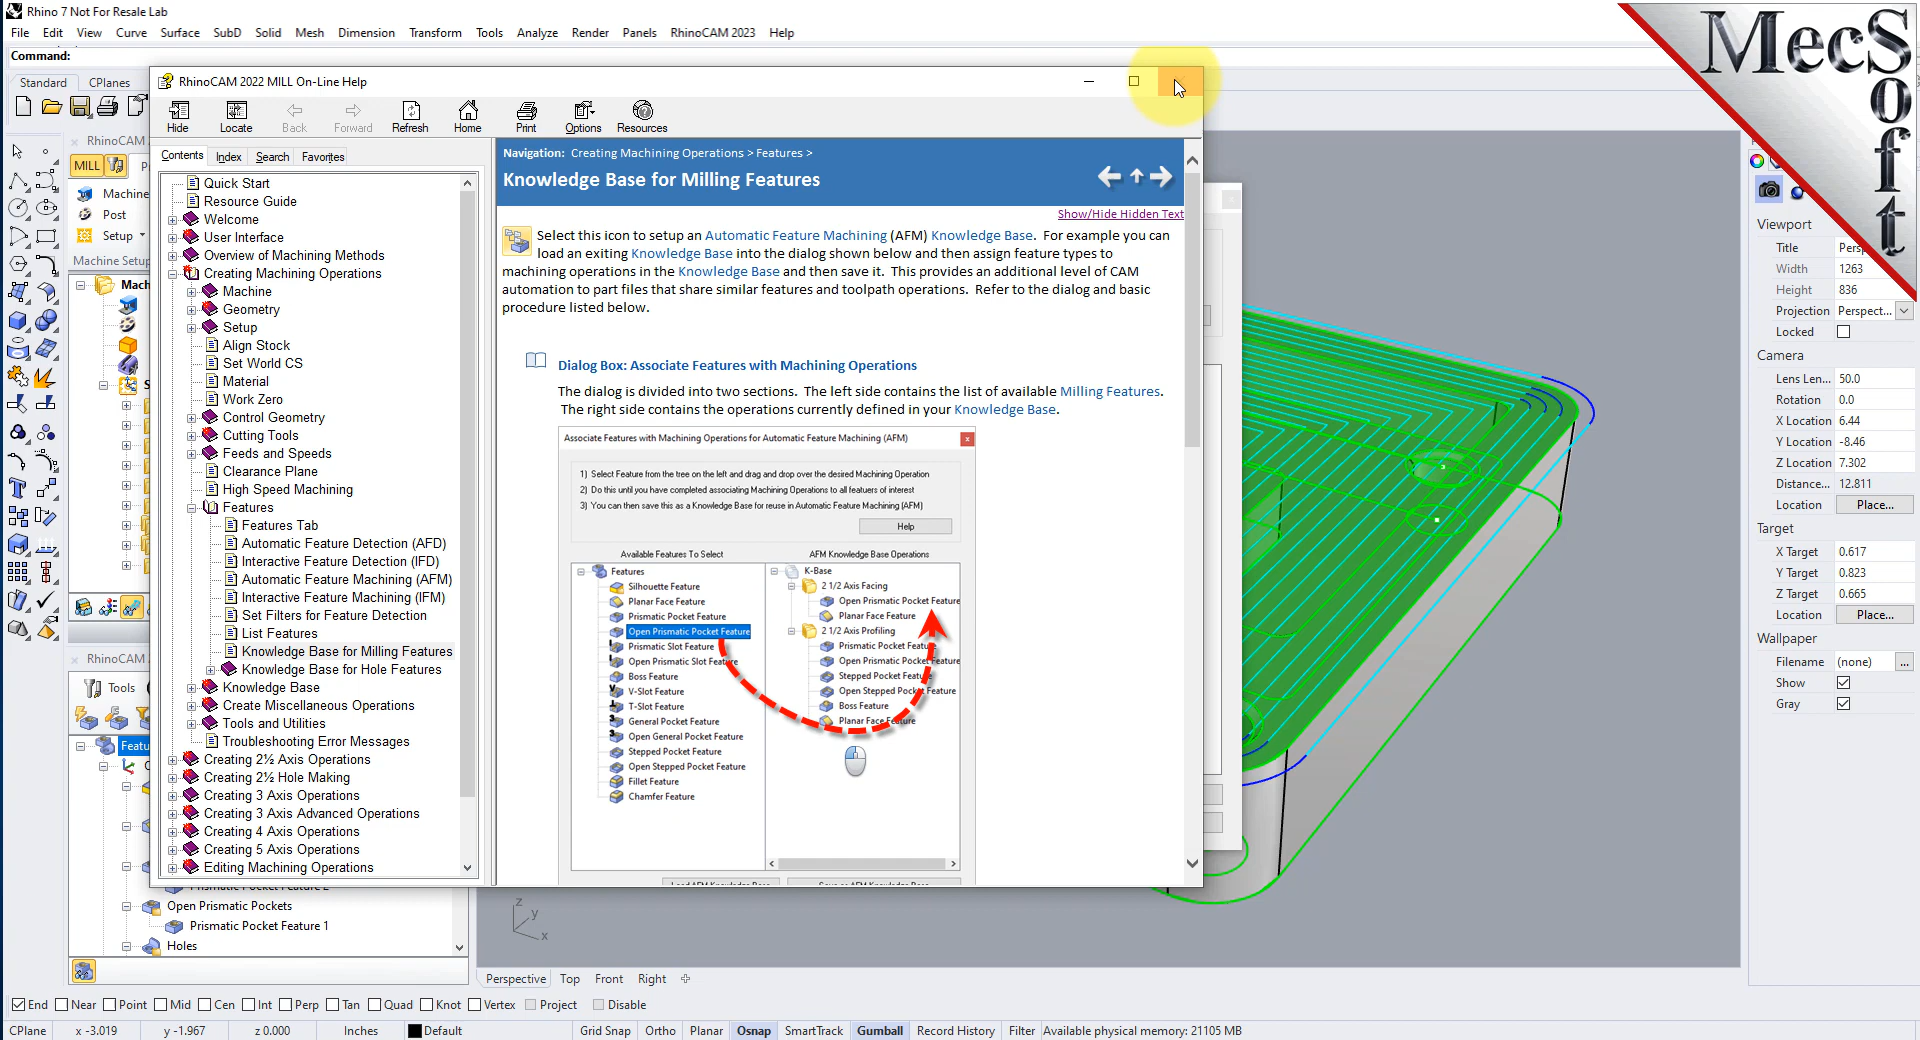 Rhino 7 Not For Resale Lab
File Edit View Curve Surface SubD Solid Mesh Dimension Transform Tools Analyze Render Panels RhinoCAM 2023 Help
Command:
Standard CPlanes
MecSoft
RhinoCAM 2022 MILL On-Line Help
Hide Locate Back Forward Refresh Home Print Options Resources
Contents Index Search Favorites
Quick Start
Resource Guide
Welcome
User Interface
Overview of Machining Methods
Creating Machining Operations
Machine
Geometry
Setup
Align Stock
Set World CS
Material
Work Zero
Control Geometry
Cutting Tools
Feeds and Speeds
Clearance Plane
High Speed Machining
Features
Features Tab
Automatic Feature Detection (AFD)
Interactive Feature Detection (IFD)
Automatic Feature Machining (AFM)
Interactive Feature Machining (IFM)
Set Filters for Feature Detection
List Features
Knowledge Base for Milling Features
Knowledge Base for Hole Features
Knowledge Base
Create Miscellaneous Operations
Tools and Utilities
Troubleshooting Error Messages
Creating 2½ Axis Operations
Creating 2½ Hole Making
Creating 3 Axis Operations
Creating 3 Axis Advanced Operations
Creating 4 Axis Operations
Creating 5 Axis Operations
Editing Machining Operations
Navigation: Creating Machining Operations > Features >
Knowledge Base for Milling Features
Show/Hide Hidden Text
Select this icon to setup an Automatic Feature Machining (AFM) Knowledge Base. For example you can
load an exiting Knowledge Base into the dialog shown below and then assign feature types to
machining operations in the Knowledge Base and then save it. This provides an additional level of CAM
automation to part files that share similar features and toolpath operations. Refer to the dialog and basic
procedure listed below.
Dialog Box: Associate Features with Machining Operations
The dialog is divided into two sections. The left side contains the list of available Milling Features.
The right side contains the operations currently defined in your Knowledge Base.
Associate Features with Machining Operations for Automatic Feature Machining (AFM)
1) Select Feature from the tree on the left and drag and drop over the desired Machining Operation
2) Do this until you have completed associating Machining Operations to all featuers of interest
3) You can then save this as a Knowledge Base for reuse in Automatic Feature Machining (AFM)
Help
Available Features To Select
Features
Silhouette Feature
Planar Face Feature
Prismatic Pocket Feature
Open Prismatic Pocket Feature
Prismatic Slot Feature
Open Prismatic Slot Feature
Boss Feature
V-Slot Feature
T-Slot Feature
General Pocket Feature
Open General Pocket Feature
Stepped Pocket Feature
Open Stepped Pocket Feature
Fillet Feature
Chamfer Feature
AFM Knowledge Base Operations
K-Base
2 1/2 Axis Facing
Open Prismatic Pocket Feature
Planar Face Feature
2 1/2 Axis Profiling
Prismatic Pocket Feature
Open Prismatic Pocket Feature
Stepped Pocket Feature
Open Stepped Pocket Feature
Boss Feature
Planar Face Feature
RhinoCAM
MILL
Machine
Post
Setup
Machine Setup
Mach
RhinoCAM
Tools
Featu
Open Prismatic Pockets
Prismatic Pocket Feature 1
Holes
Viewport
Title Persp
Width 1263
Height 836
Projection Perspect...
Locked
Camera
Lens Len... 50.0
Rotation 0.0
X Location 6.44
Y Location -8.46
Z Location 7.302
Distance... 12.811
Location Place...
Target
X Target 0.617
Y Target 0.823
Z Target 0.665
Location Place...
Wallpaper
Filename (none) ...
Show
Gray
3
z
y
x
Perspective Top Front Right
End Near Point Mid Cen Int Perp Tan Quad Knot Vertex Project Disable
CPlane x -3.019 y -1.967 z 0.000 Inches Default Grid Snap Ortho Planar Osnap SmartTrack Gumball Record History Filter Available physical memory: 21105 MB